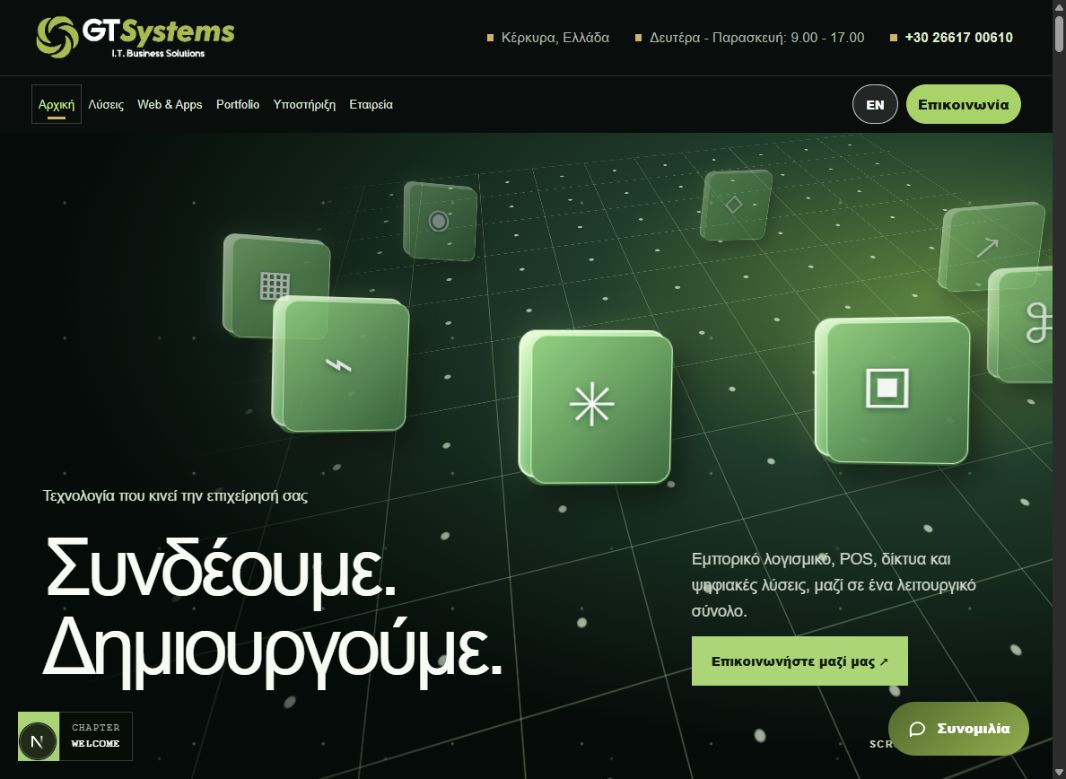 GTSystems
I.T. Business Solutions
Κέρκυρα, Ελλάδα
Δευτέρα - Παρασκευή: 9.00 - 17.00
+30 26617 00610
Αρχική
Λύσεις
Web & Apps
Portfolio
Υποστήριξη
Εταιρεία
EN
Επικοινωνία
Τεχνολογία που κινεί την επιχείρησή σας
Συνδέουμε.
Δημιουργούμε.
Εμπορικό λογισμικό, POS, δίκτυα και
ψηφιακές λύσεις, μαζί σε ένα λειτουργικό
σύνολο.
Επικοινωνήστε μαζί μας ↗
N
CHAPTER
WELCOME
Συνομιλία